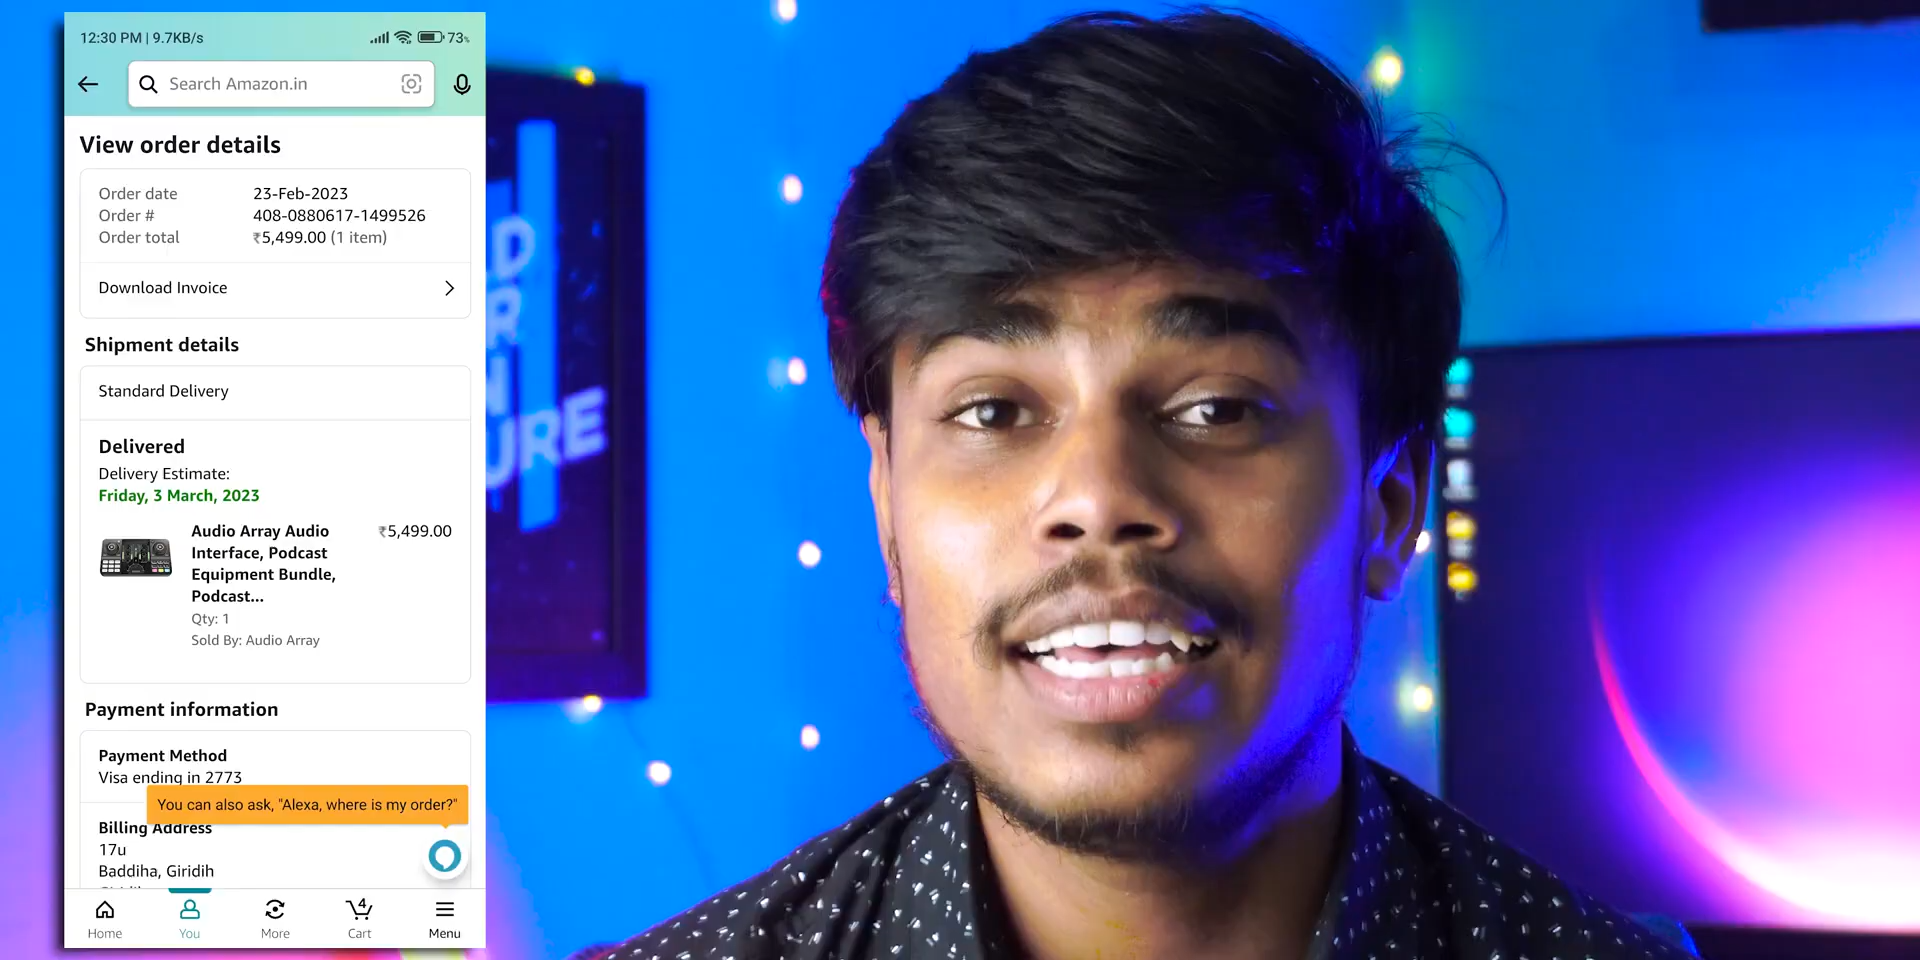 12:30 PM | 9.7KB/s
73%
Search Amazon.in
View order details
Order date 23-Feb-2023
Order # 408-0880617-1499526
Order total ₹5,499.00 (1 item)
Download Invoice
Shipment details
Standard Delivery
Delivered
Delivery Estimate:
Friday, 3 March, 2023
Audio Array Audio ₹5,499.00
Interface, Podcast
Equipment Bundle,
Podcast...
Qty: 1
Sold By: Audio Array
Payment information
Payment Method
Visa ending in 2773
You can also ask, "Alexa, where is my order?"
Billing Address
17u
Baddiha, Giridih
4
Home You More Cart Menu
D
R
N
URE